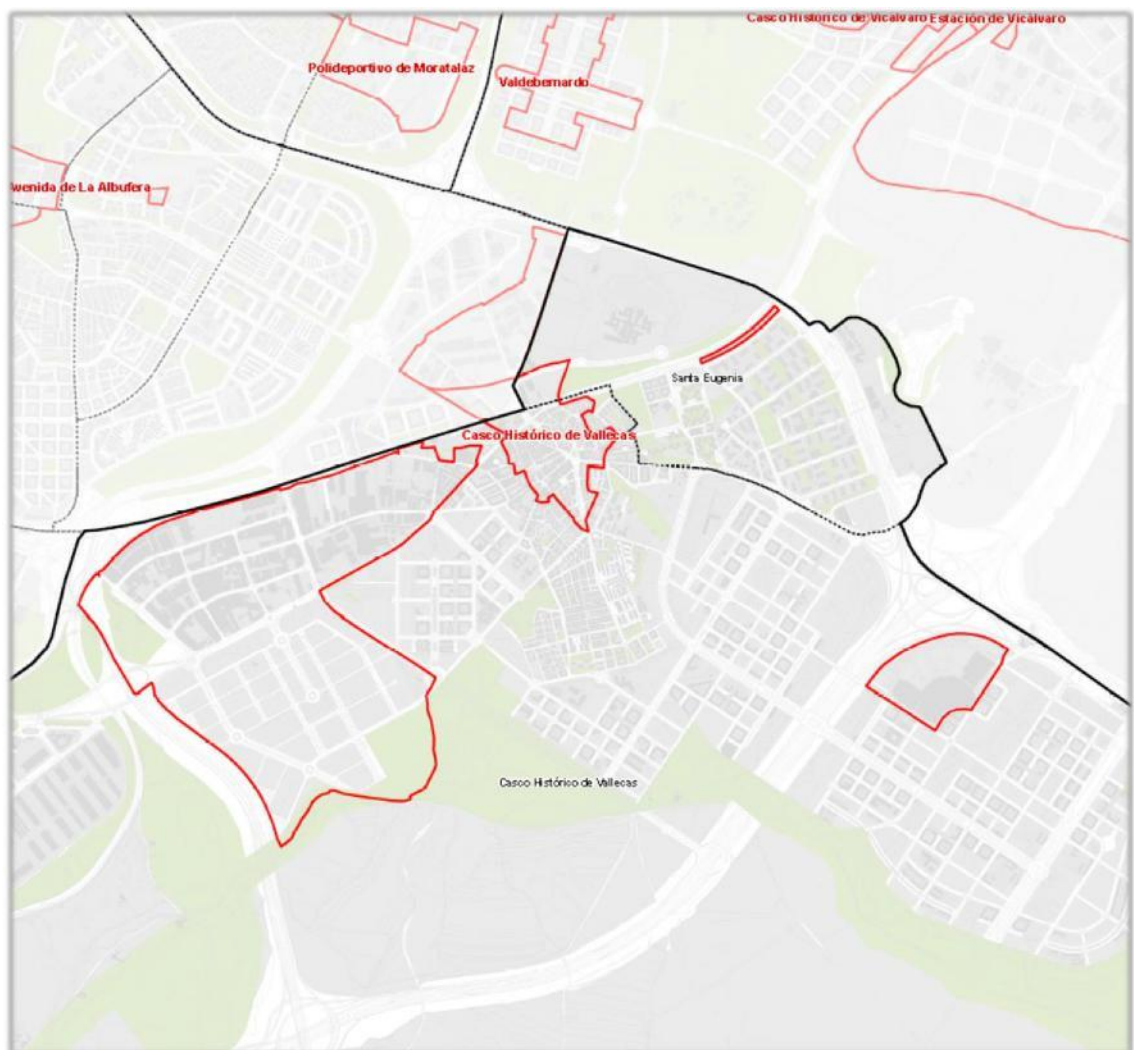 Casco Histórico de Vicálvaro Estación de Vicálvaro
Polideportivo de Moratalaz
Valdebernardo
Avenida de La Albufera
Santa Eugenia
Casco Histórico de Vallecas
Casco Histórico de Vallecas